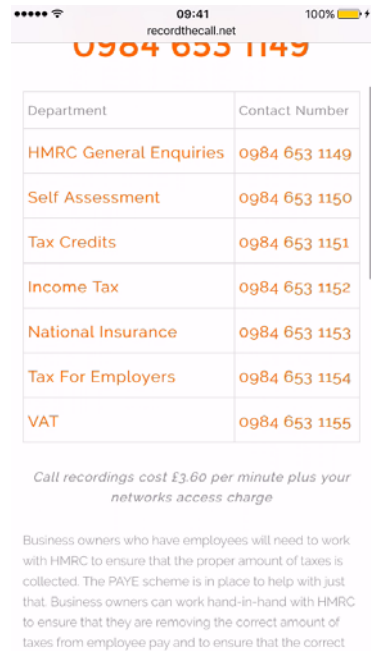 09:41
100%
recordthecall.net
0984 653 1149
Department Contact Number
HMRC General Enquiries 0984 653 1149
Self Assessment 0984 653 1150
Tax Credits 0984 653 1151
Income Tax 0984 653 1152
National Insurance 0984 653 1153
Tax For Employers 0984 653 1154
VAT 0984 653 1155
Call recordings cost £3.60 per minute plus your
networks access charge
Business owners who have employees will need to work
with HMRC to ensure that the proper amount of taxes is
collected. The PAYE scheme is in place to help with just
that. Business owners can work hand-in-hand with HMRC
to ensure that they are removing the correct amount of
taxes from employee pay and to ensure that the correct